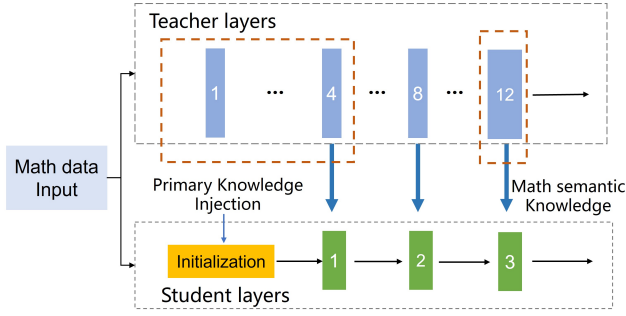 Teacher layers
1
...
4
...
8
...
12
Math data
Input
Primary Knowledge
Injection
Math semantic
Knowledge
Initialization
1
2
3
Student layers